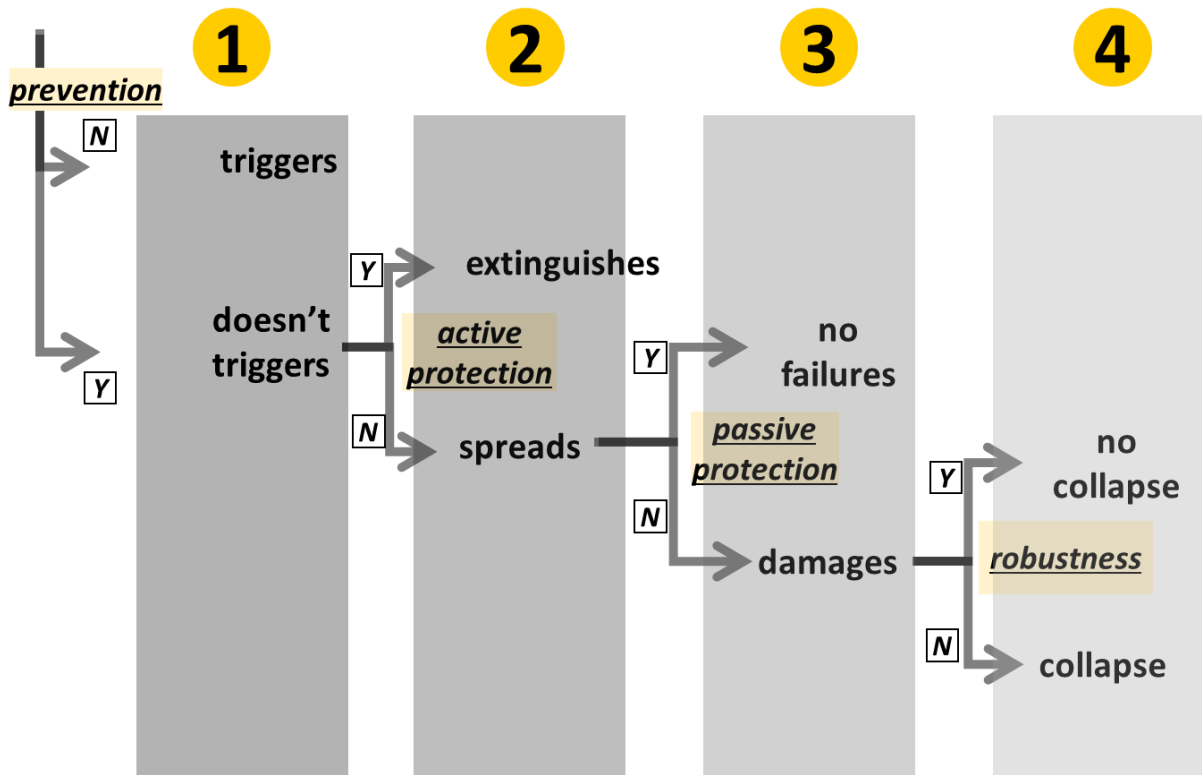 1
2
3
4
prevention
N
triggers
Y
doesn't
triggers
Y
extinguishes
active
protection
N
spreads
Y
no
failures
passive
protection
N
damages
Y
no
collapse
robustness
N
collapse